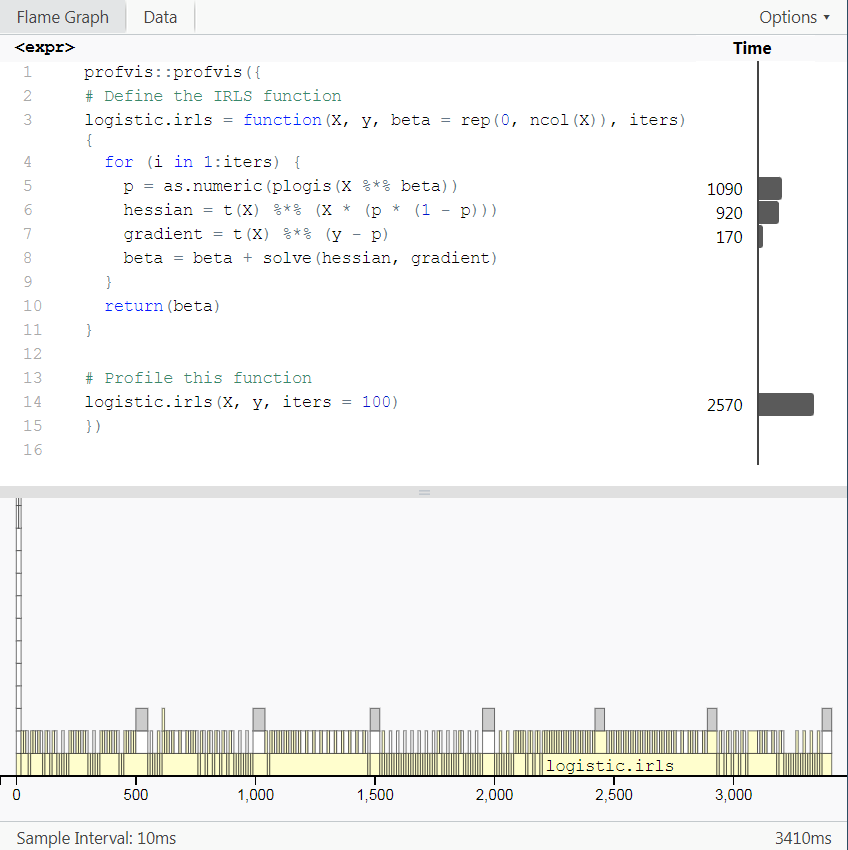 Flame Graph Data Options ▼
<expr> Time
1 profvis::profvis({
2 # Define the IRLS function
3 logistic.irls = function(X, y, beta = rep(0, ncol(X)), iters)
{
4 for (i in 1:iters) {
5 p = as.numeric(plogis(X %*% beta)) 1090
6 hessian = t(X) %*% (X * (p * (1 - p))) 920
7 gradient = t(X) %*% (y - p) 170
8 beta = beta + solve(hessian, gradient)
9 }
10 return(beta)
11 }
12
13 # Profile this function
14 logistic.irls(X, y, iters = 100) 2570
15 })
16
logistic.irls
0 500 1,000 1,500 2,000 2,500 3,000
Sample Interval: 10ms 3410ms